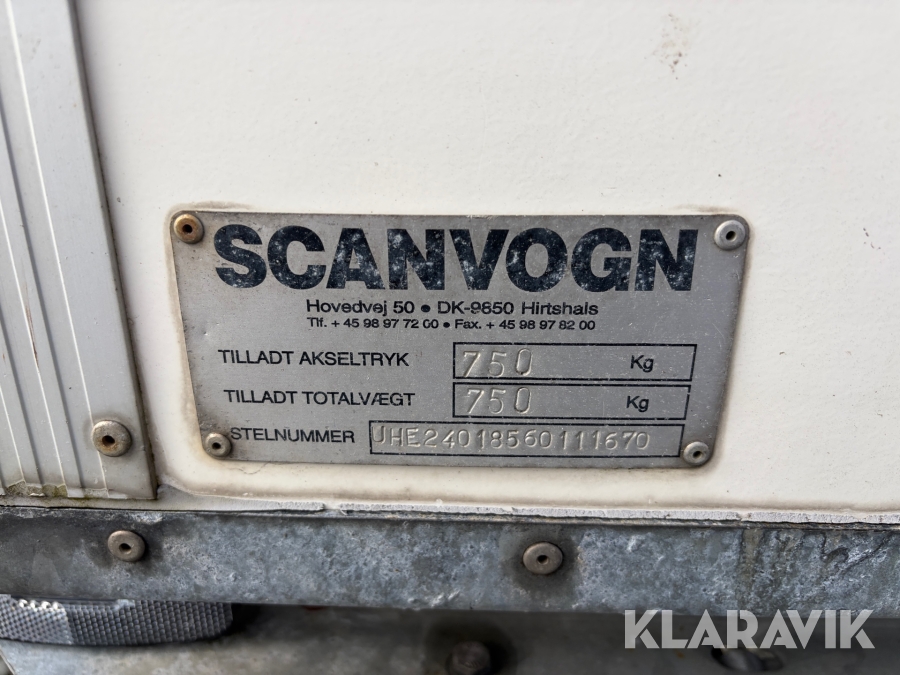 SCANVOGN
Hovedvej 50 • DK-9850 Hirtshals
Tlf. + 45 98 97 72 00 • Fax. + 45 98 97 82 00
TILLADT AKSELTRYK 750 Kg
TILLADT TOTALVÆGT 750 Kg
STELNUMMER UHE24018560111670
KLARAVIK